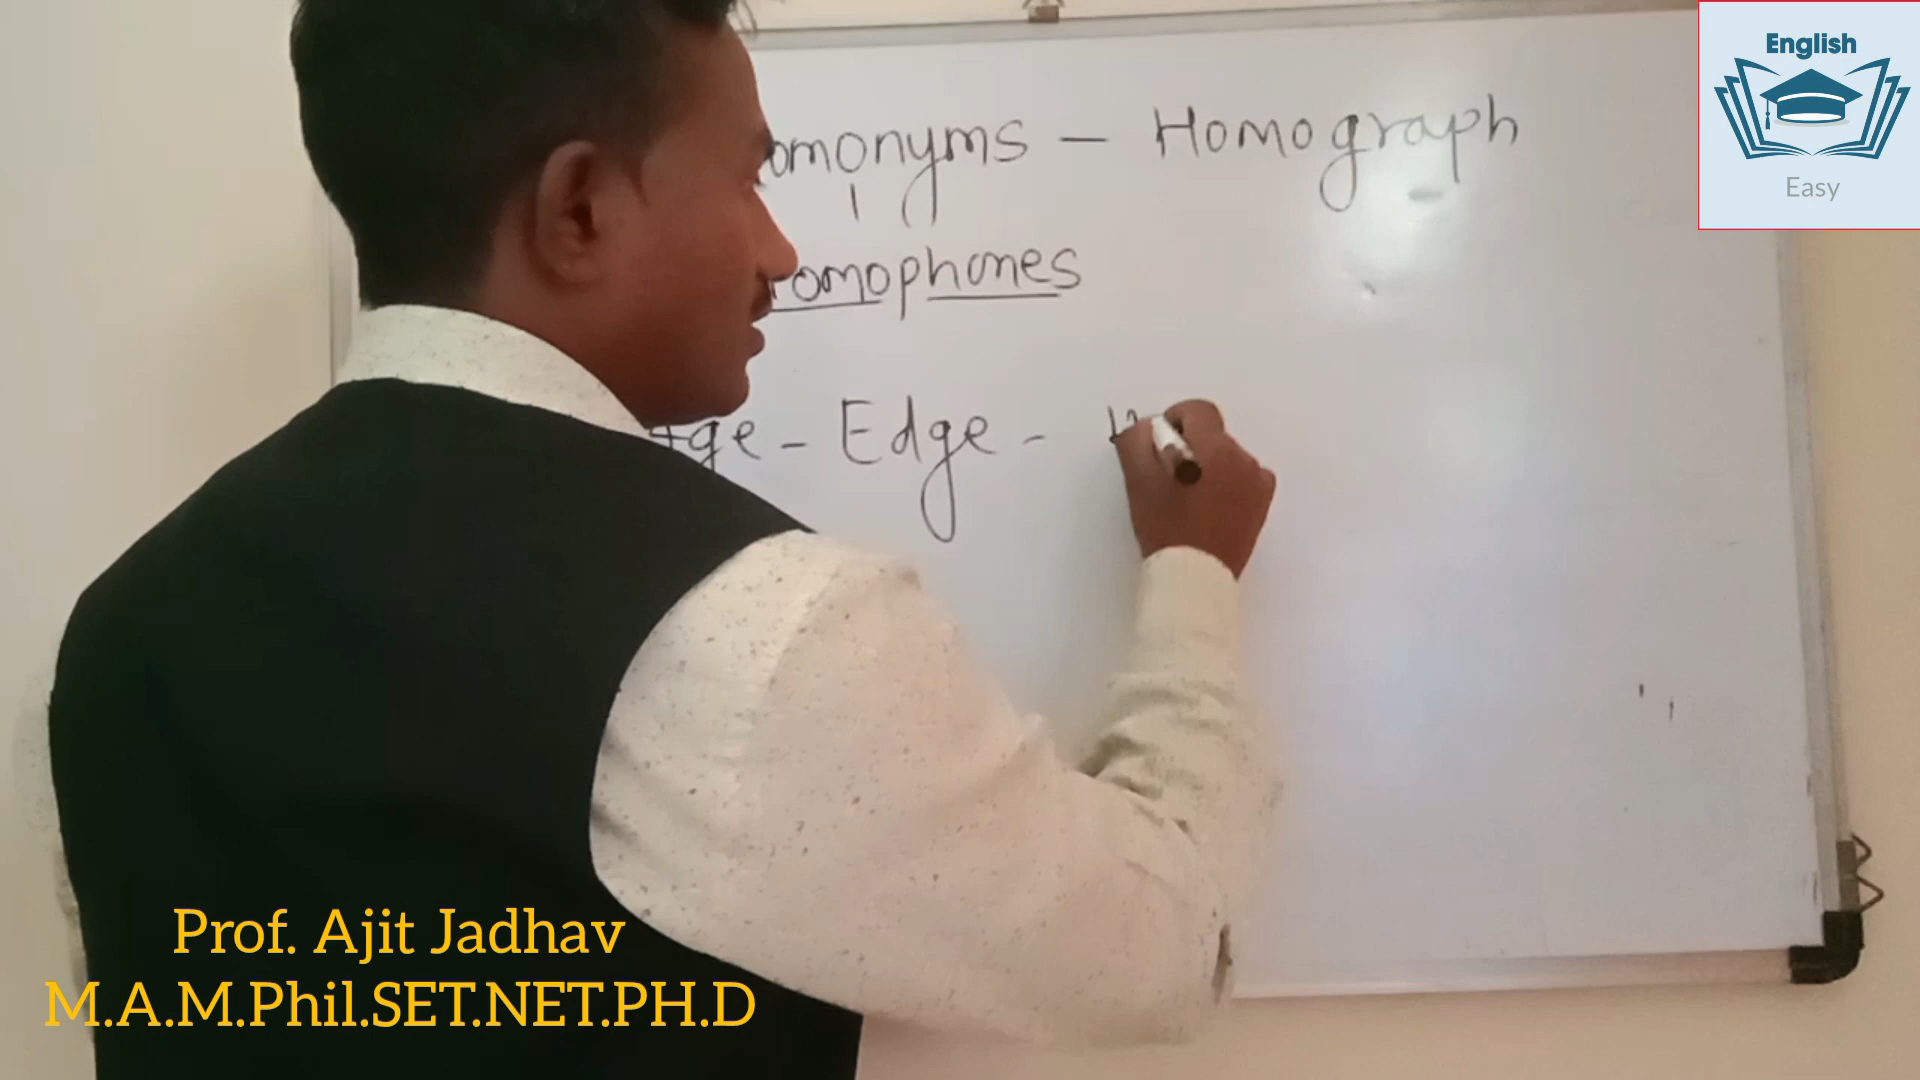 English
Easy
omonyms — Homograph
omophones
ge - Edge -
Prof. Ajit Jadhav
M.A.M.Phil.SET.NET.PH.D